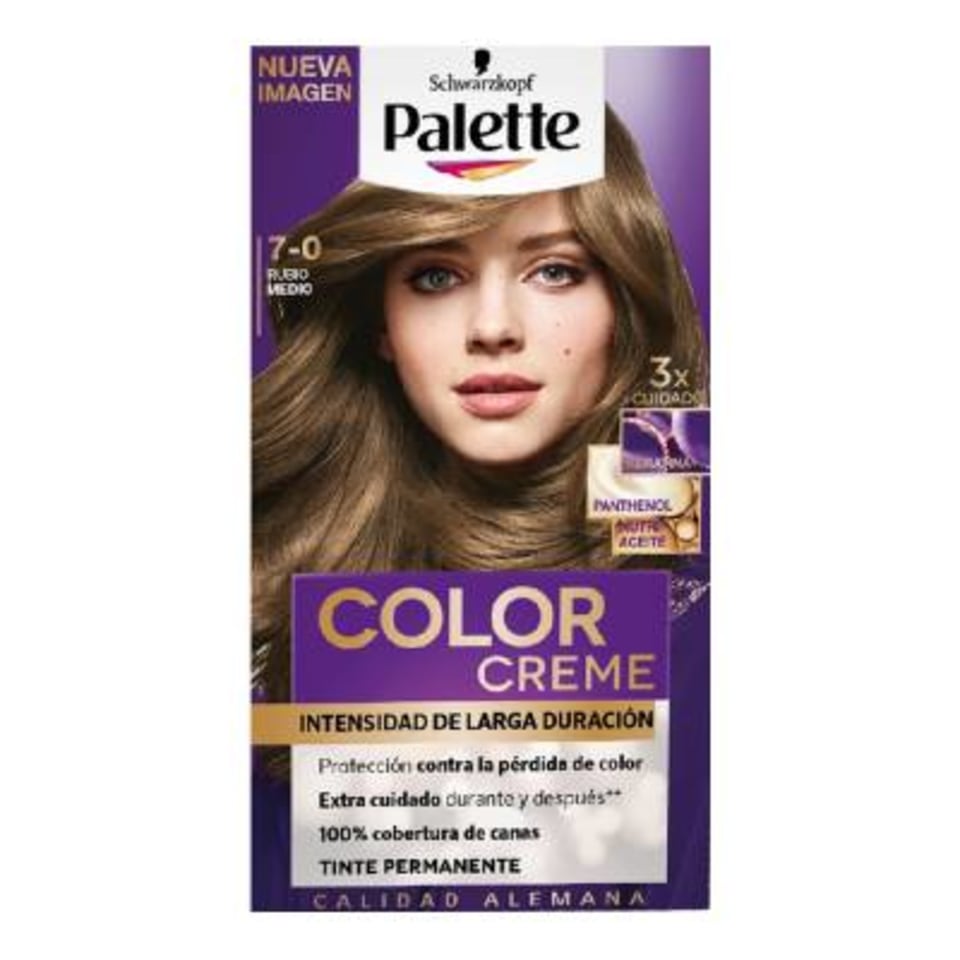 NUEVA
IMAGEN
Schwarzkopf
Palette
7-0
RUBIO
MEDIO
3x
CUIDADO
PANTHENOL
NUTRI-
ACEITE
COLOR
CREME
INTENSIDAD DE LARGA DURACIÓN
Protección contra la pérdida de color
Extra cuidado durante y después**
100% cobertura de canas
TINTE PERMANENTE
CALIDAD ALEMANA